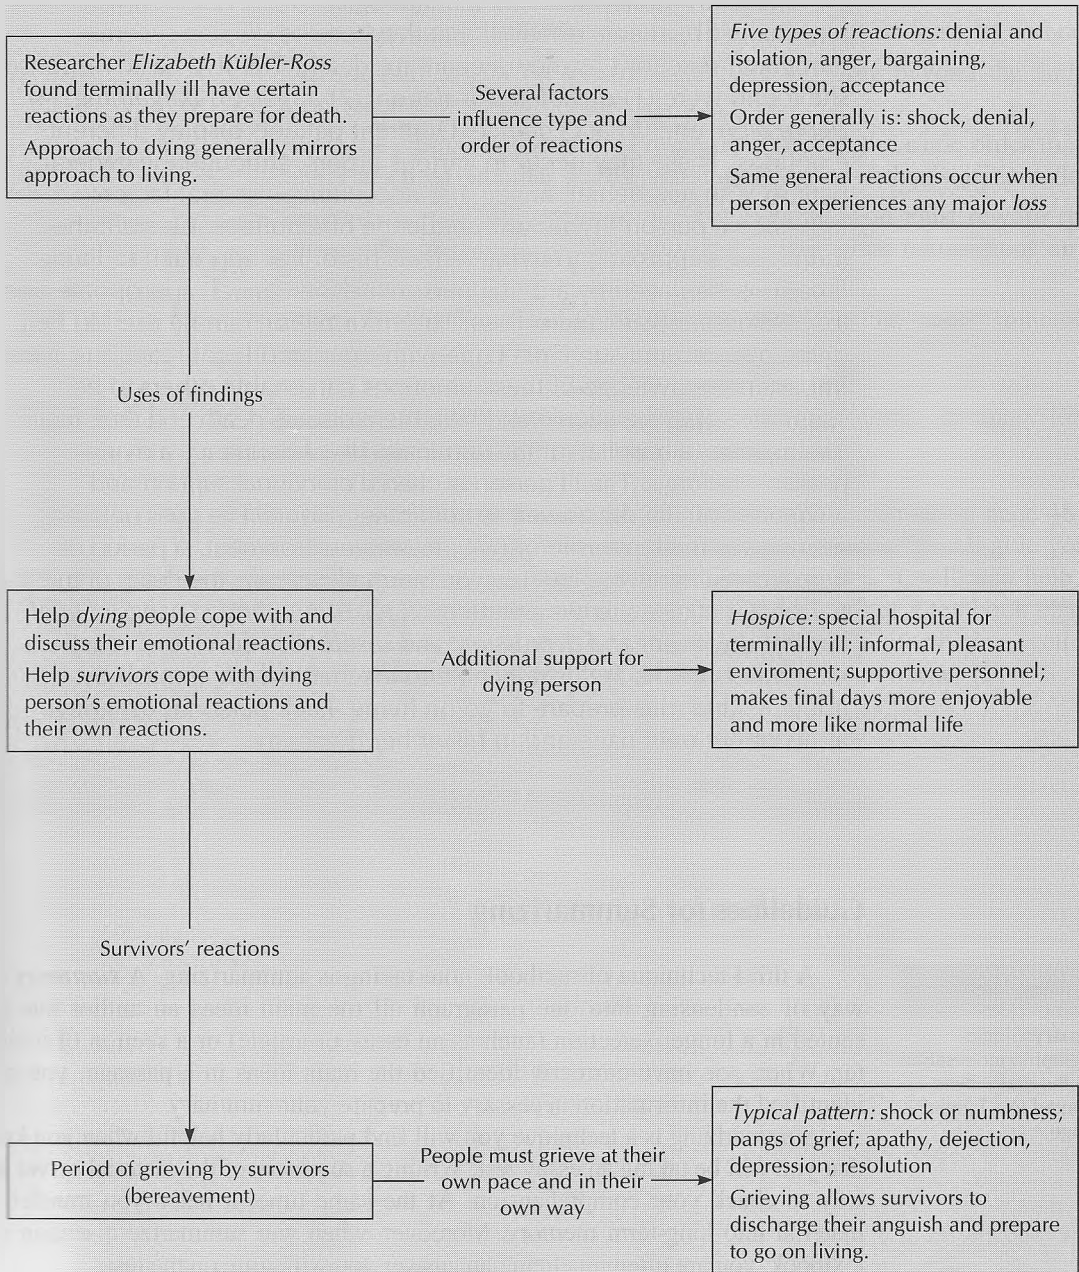 Researcher Elizabeth Kübler-Ross
found terminally ill have certain
reactions as they prepare for death.
Approach to dying generally mirrors
approach to living.
Several factors
influence type and
order of reactions
Five types of reactions: denial and
isolation, anger, bargaining,
depression, acceptance
Order generally is: shock, denial,
anger, acceptance
Same general reactions occur when
person experiences any major loss
Uses of findings
Help dying people cope with and
discuss their emotional reactions.
Help survivors cope with dying
person's emotional reactions and
their own reactions.
Additional support for
dying person
Hospice: special hospital for
terminally ill; informal, pleasant
enviroment; supportive personnel;
makes final days more enjoyable
and more like normal life
Survivors' reactions
Period of grieving by survivors
(bereavement)
People must grieve at their
own pace and in their
own way
Typical pattern: shock or numbness;
pangs of grief; apathy, dejection,
depression; resolution
Grieving allows survivors to
discharge their anguish and prepare
to go on living.